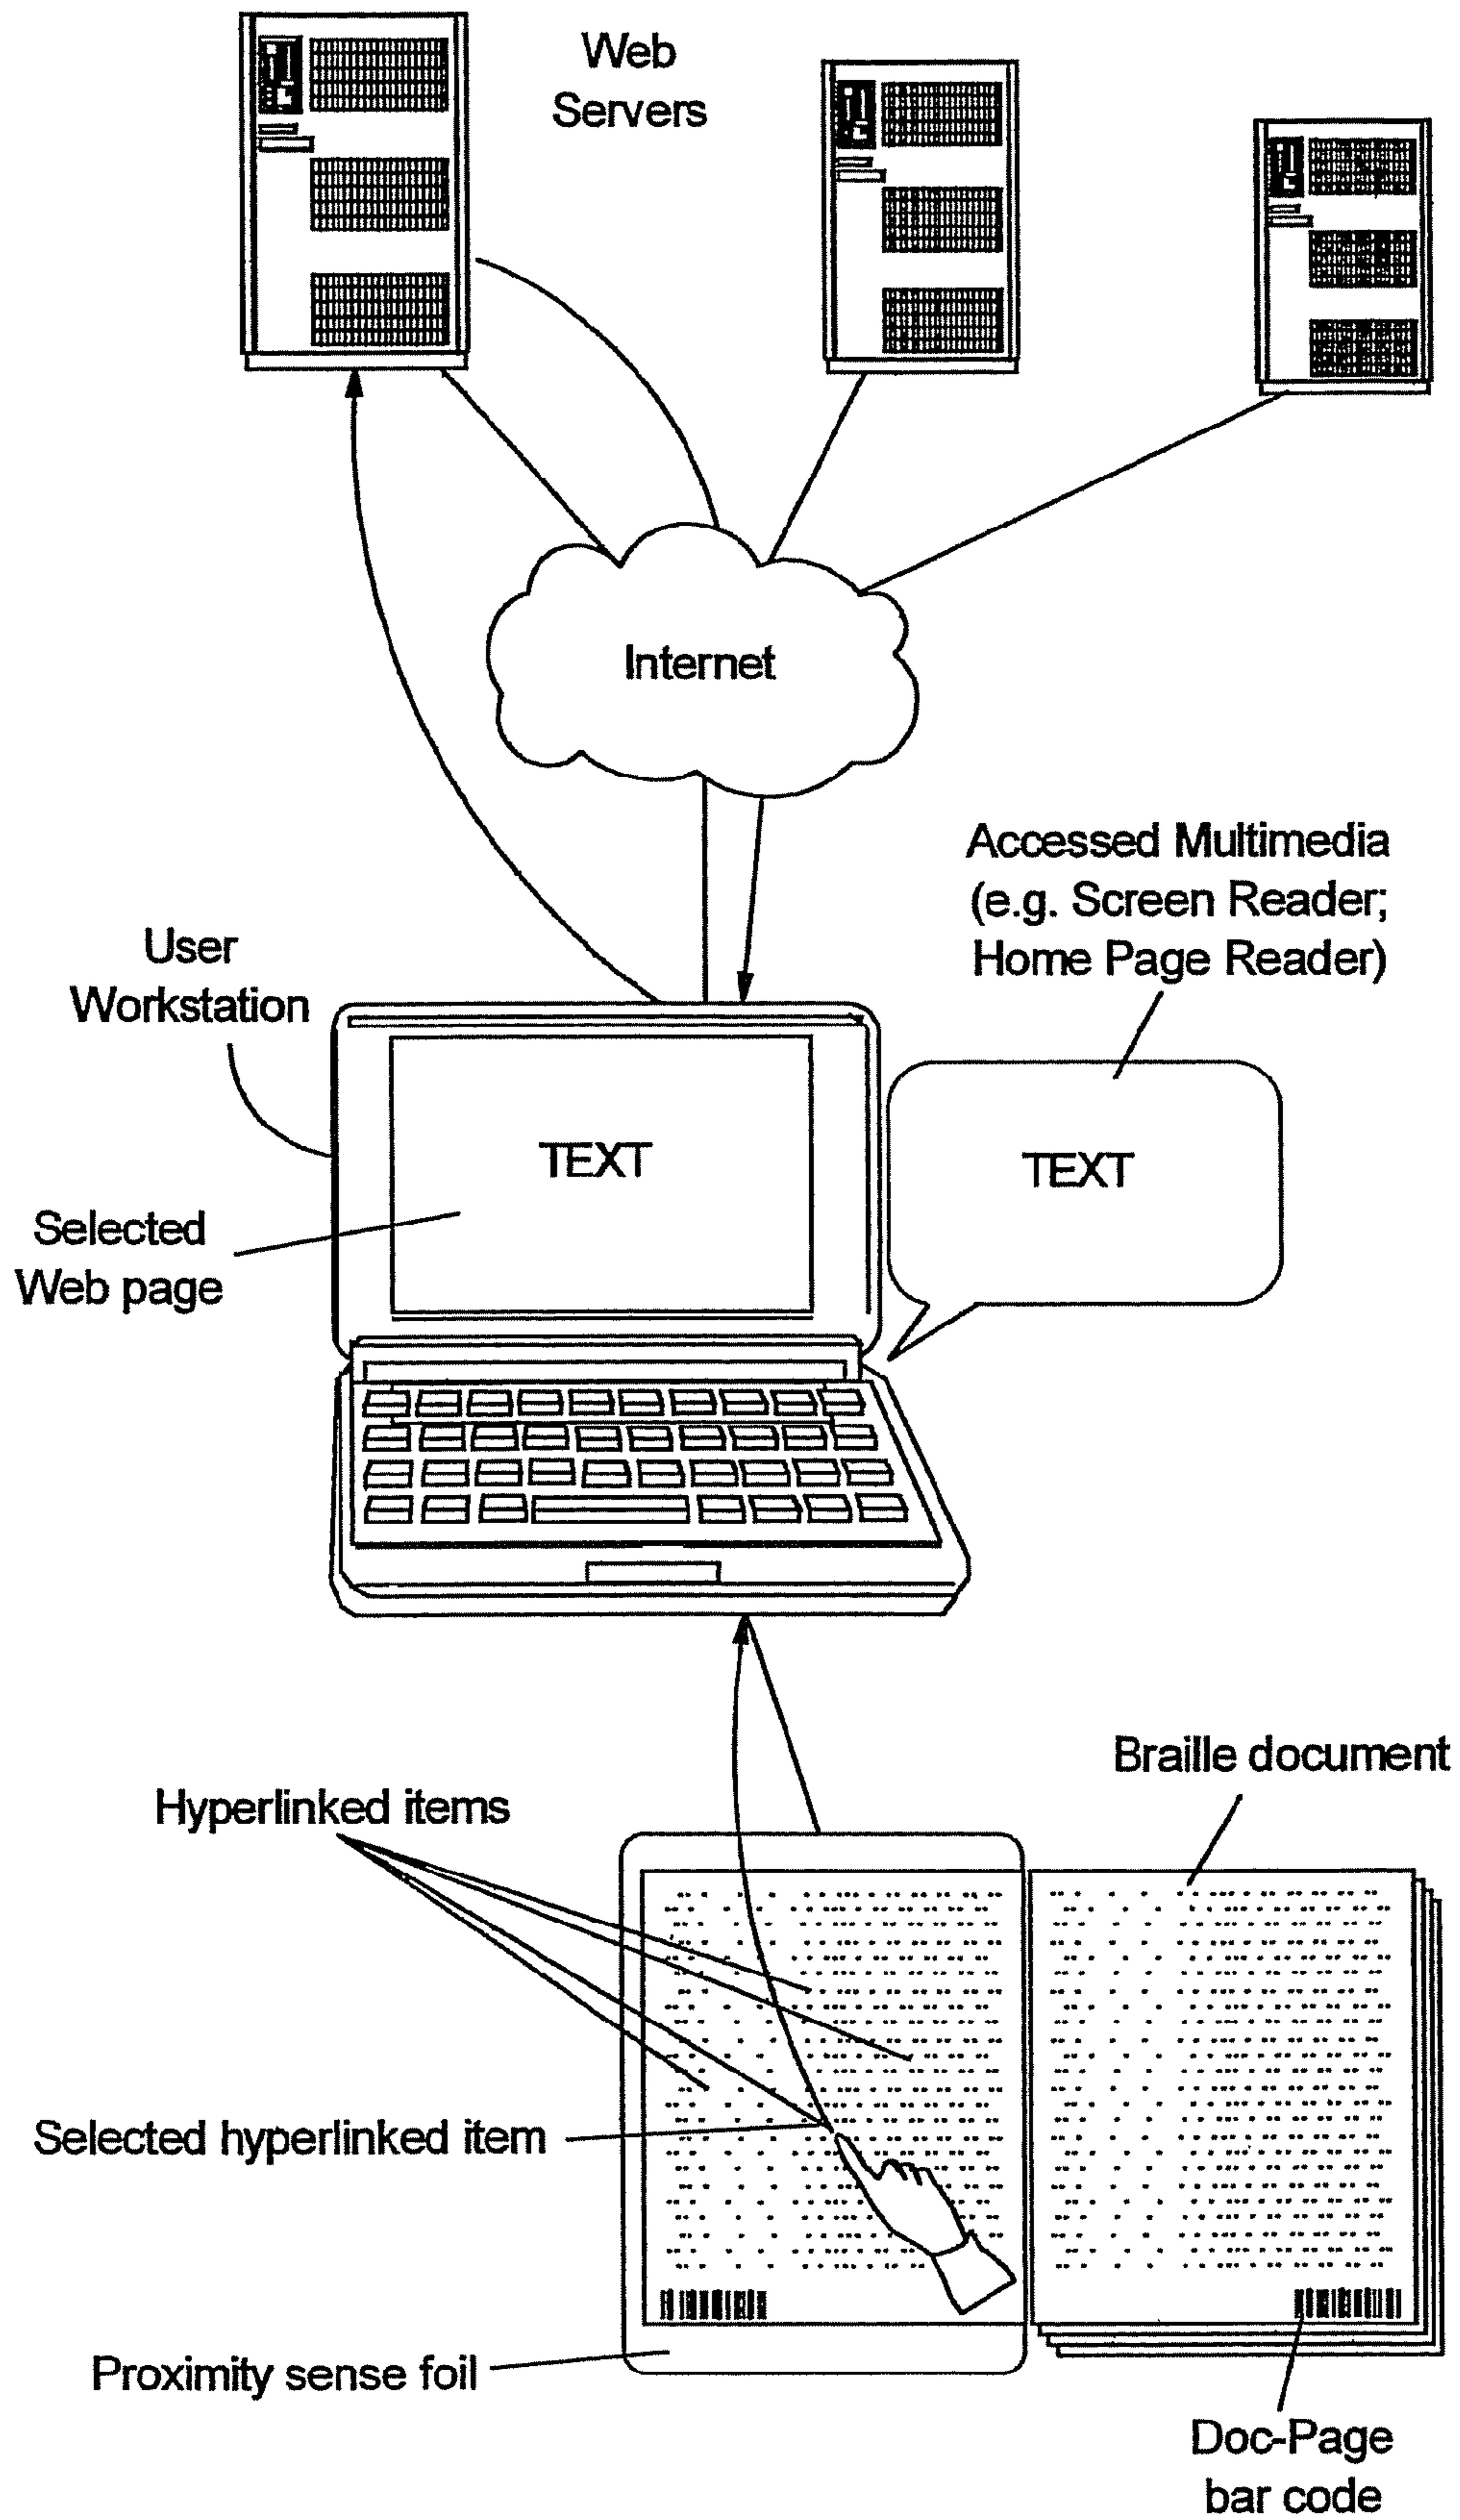 Web
Servers
Internet
Accessed Multimedia
(e.g. Screen Reader;
Home Page Reader)
User
Workstation
TEXT
TEXT
Selected
Web page
Braille document
Hyperlinked items
Selected hyperlinked item
Proximity sense foil
Doc-Page
bar code